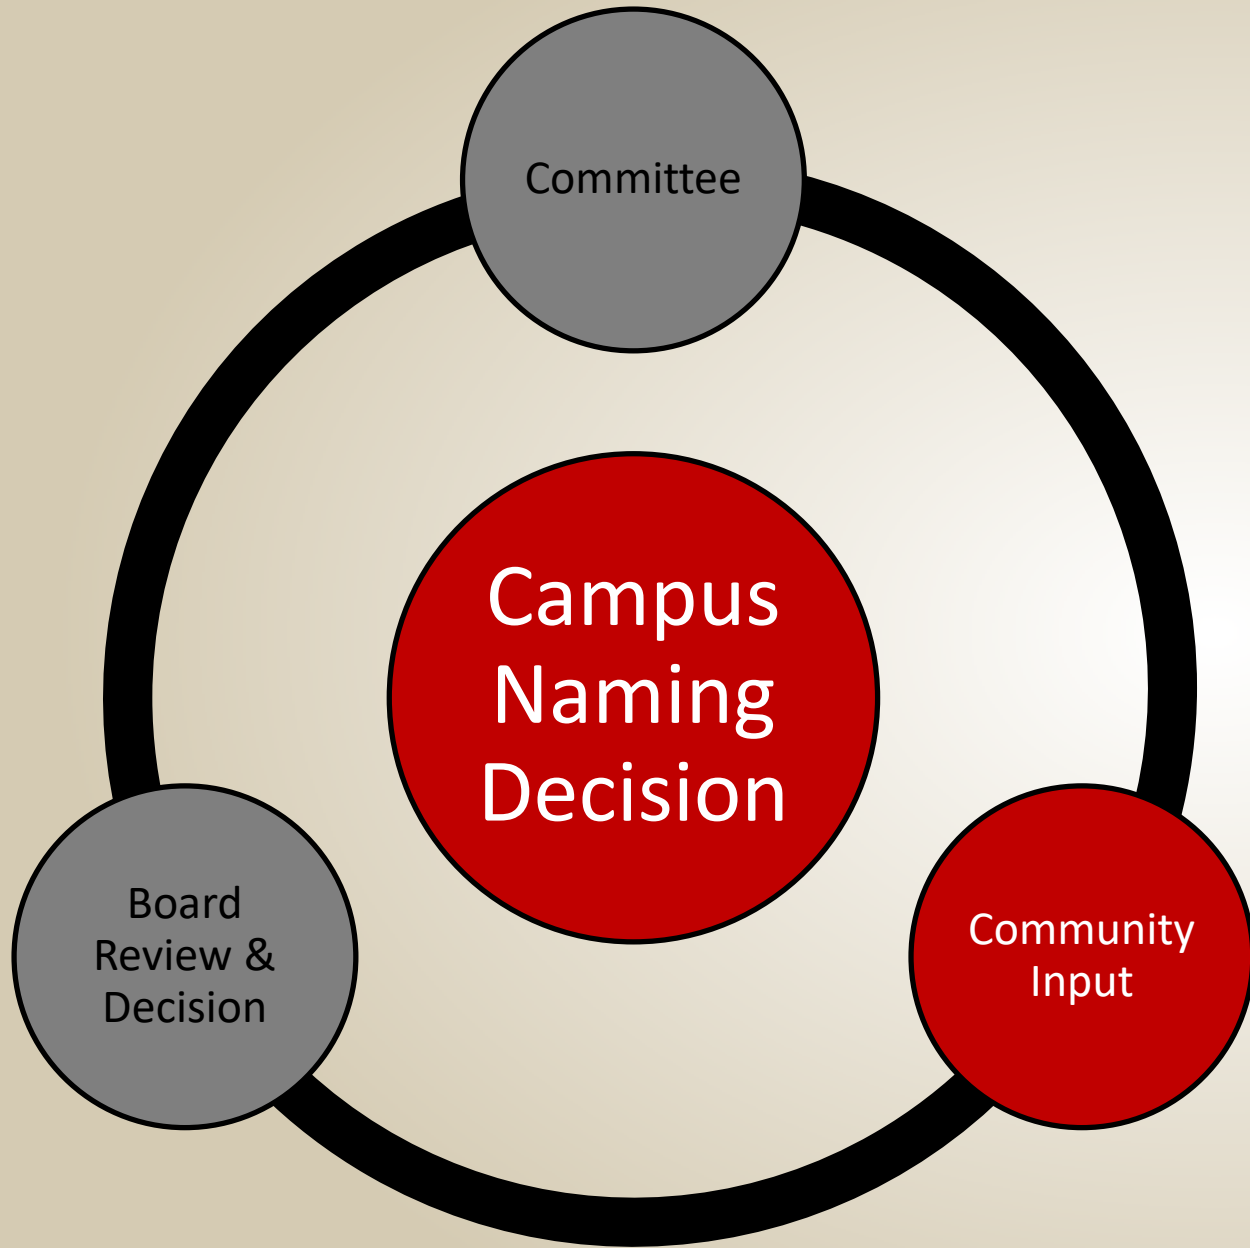 Committee
Campus
Naming
Decision
Community
Input
Board
Review &
Decision